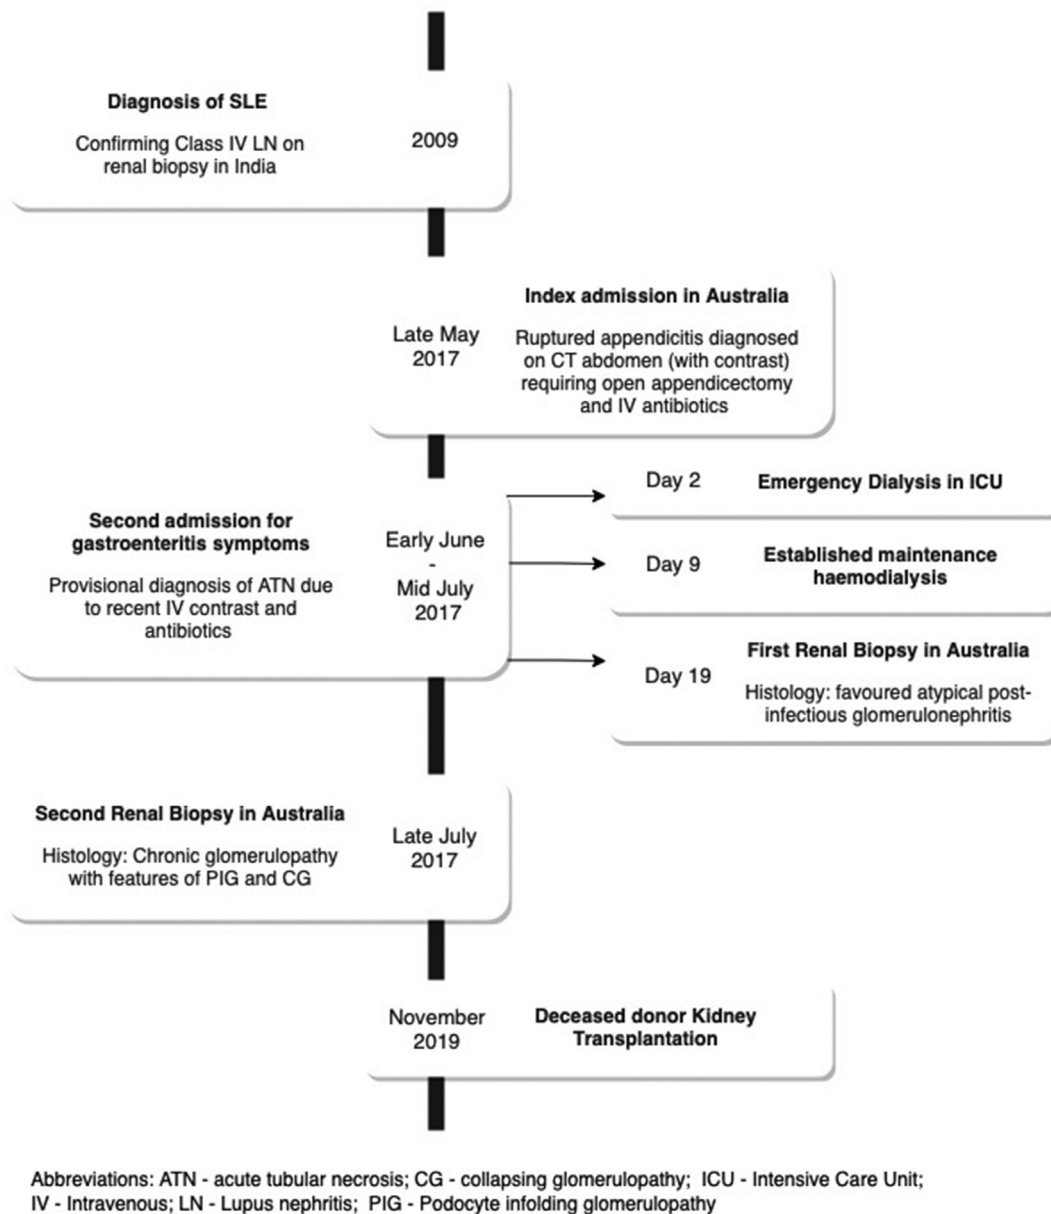 Diagnosis of SLE
Confirming Class IV LN on
renal biopsy in India
2009
Late May
2017
Index admission in Australia
Ruptured appendicitis diagnosed
on CT abdomen (with contrast)
requiring open appendicectomy
and IV antibiotics
Second admission for
gastroenteritis symptoms
Provisional diagnosis of ATN due
to recent IV contrast and
antibiotics
Early June
-
Mid July
2017
Day 2
Emergency Dialysis in ICU
Day 9
Established maintenance
haemodialysis
Day 19
First Renal Biopsy in Australia
Histology: favoured atypical post-
infectious glomerulonephritis
Second Renal Biopsy in Australia
Histology: Chronic glomerulopathy
with features of PIG and CG
Late July
2017
November
2019
Deceased donor Kidney
Transplantation
Abbreviations: ATN - acute tubular necrosis; CG - collapsing glomerulopathy; ICU - Intensive Care Unit;
IV - Intravenous; LN - Lupus nephritis; PIG - Podocyte infolding glomerulopathy